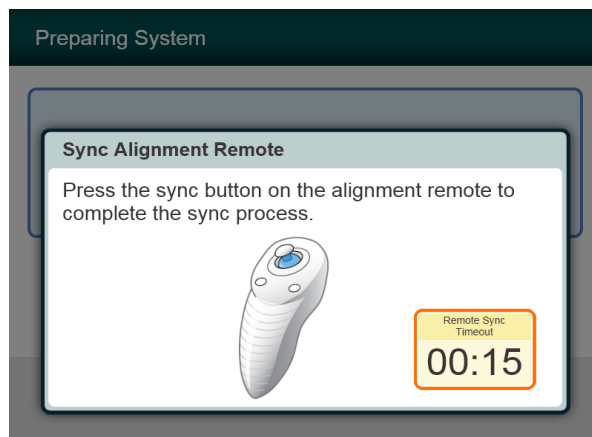 Preparing System
Sync Alignment Remote
Press the sync button on the alignment remote to
complete the sync process.
Remote Sync
Timeout
00:15